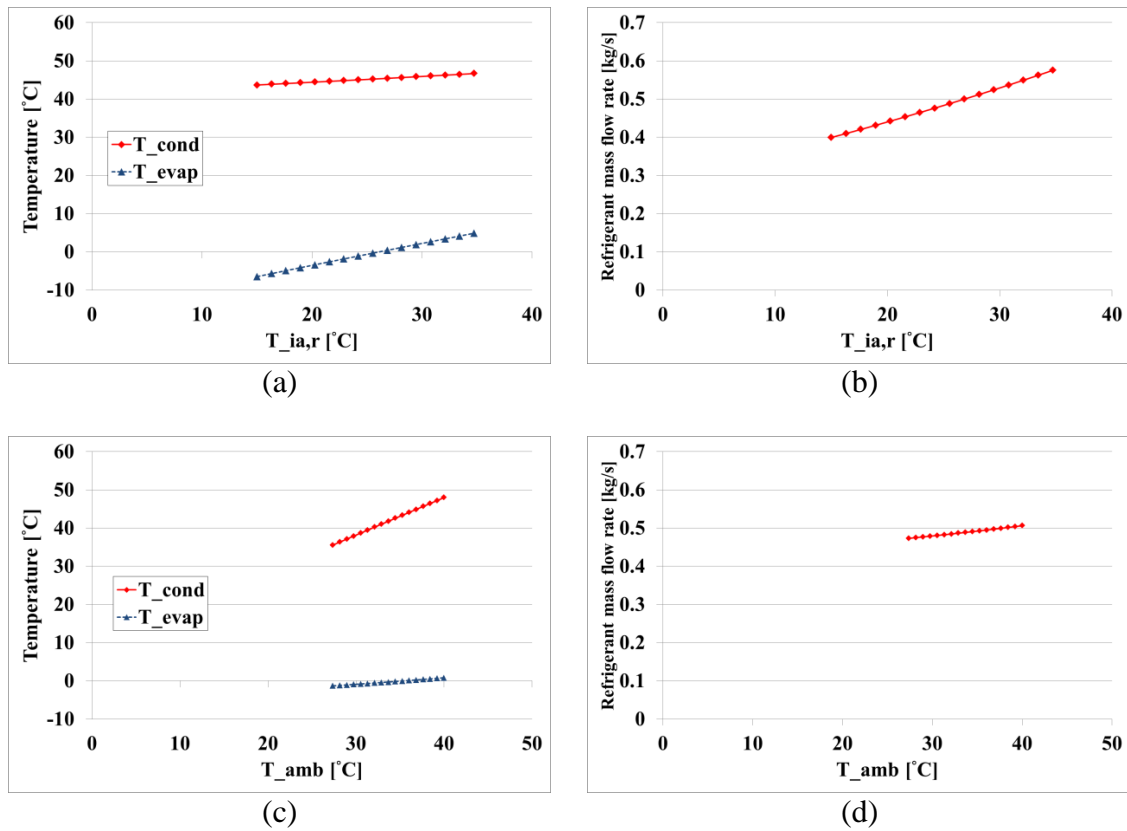 60
50
40
30
20
10
0
-10
Temperature [˚C]
T_cond
T_evap
0 10 20 30 40
T_ia,r [˚C]
(a)
0.7
0.6
0.5
0.4
0.3
0.2
0.1
0
Refrigerant mass flow rate [kg/s]
0 10 20 30 40
T_ia,r [˚C]
(b)
60
50
40
30
20
10
0
-10
Temperature [˚C]
T_cond
T_evap
0 10 20 30 40 50
T_amb [˚C]
(c)
0.7
0.6
0.5
0.4
0.3
0.2
0.1
0
Refrigerant mass flow rate [kg/s]
0 10 20 30 40 50
T_amb [˚C]
(d)